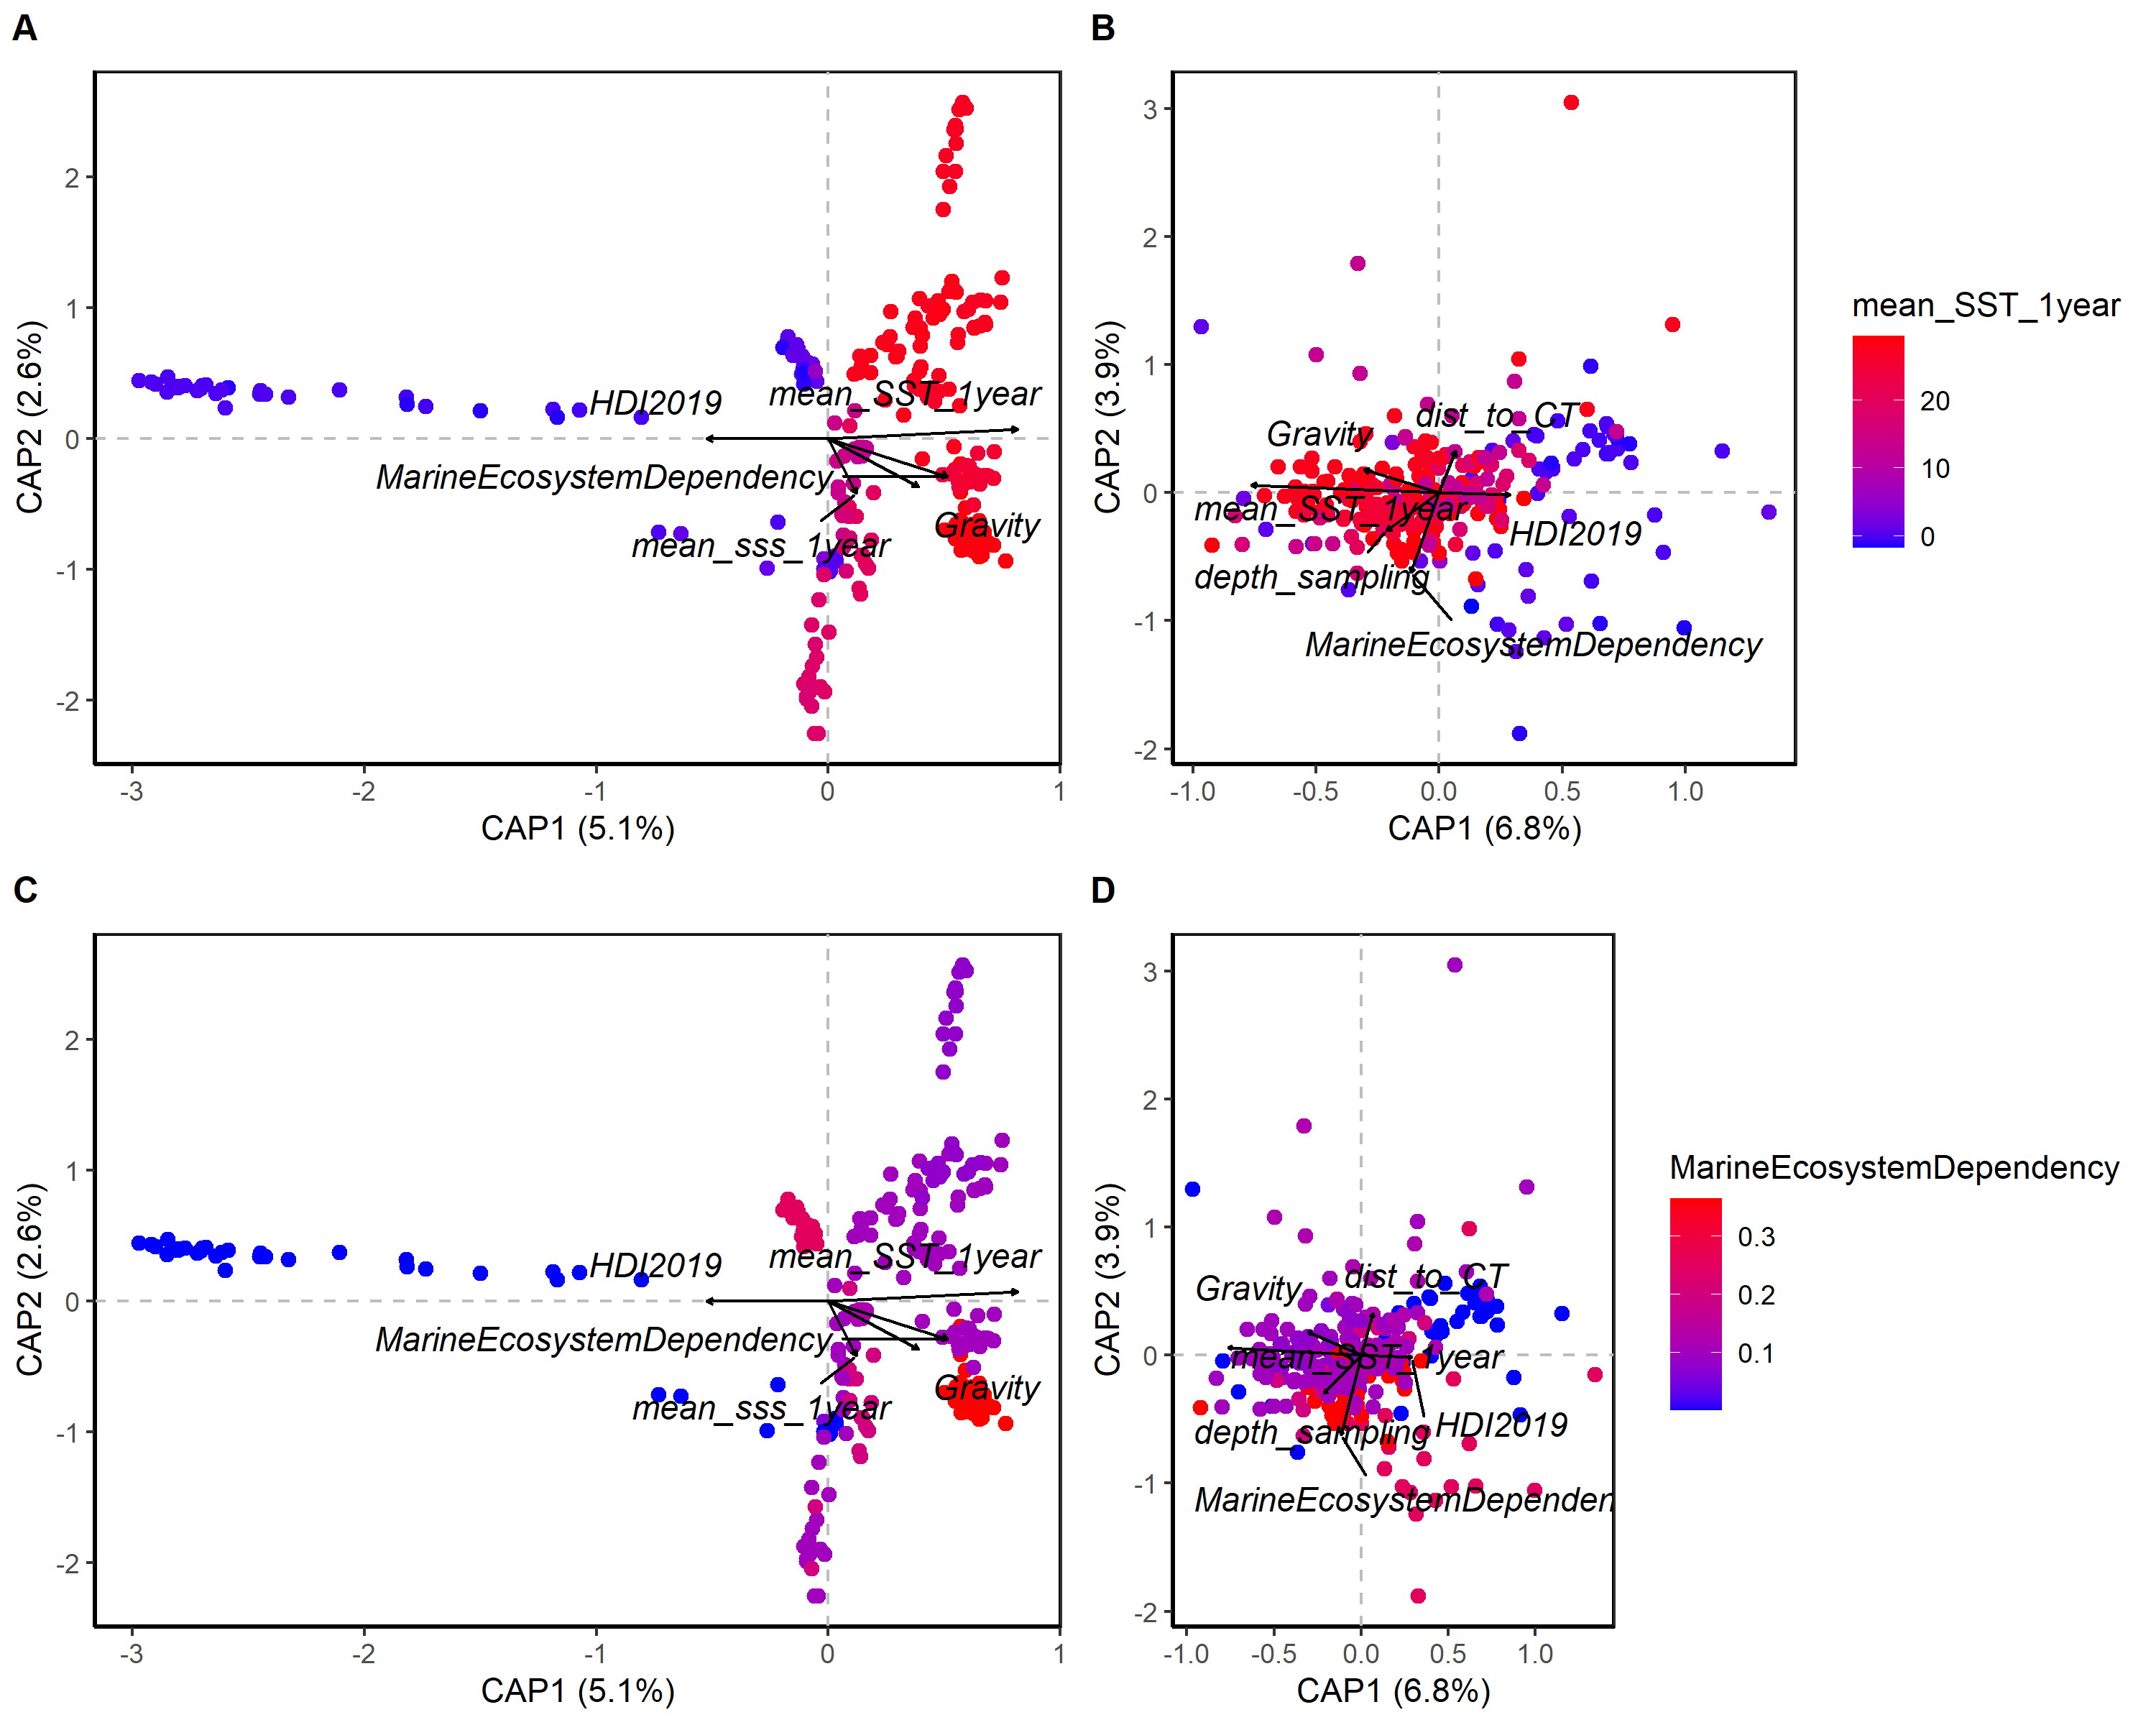 A
B
2
1
0
-1
-2
CAP2 (2.6%)
HDI2019
mean_SST_1year
MarineEcosystemDependency
Gravity
mean_sss_1year
-3
-2
-1
0
1
CAP1 (5.1%)
3
2
1
0
-1
-2
CAP2 (3.9%)
dist_to_CT
Gravity
mean_SST_1year
HDI2019
depth_sampling
MarineEcosystemDependency
-1.0
-0.5
0.0
0.5
1.0
CAP1 (6.8%)
mean_SST_1year
20
10
0
C
D
2
1
0
-1
-2
CAP2 (2.6%)
HDI2019
mean_SST_1year
MarineEcosystemDependency
Gravity
mean_sss_1year
-3
-2
-1
0
1
CAP1 (5.1%)
3
2
1
0
-1
-2
CAP2 (3.9%)
dist_to_CT
Gravity
mean_SST_1year
HDI2019
depth_sampling
MarineEcosystemDependen
-1.0
-0.5
0.0
0.5
1.0
CAP1 (6.8%)
MarineEcosystemDependency
0.3
0.2
0.1